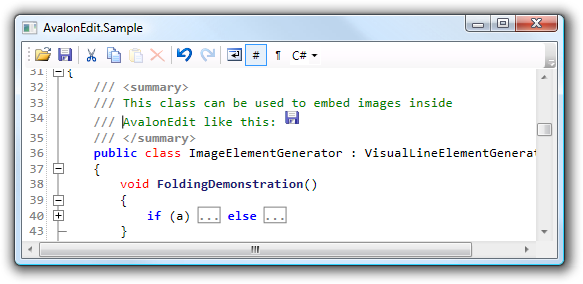 AvalonEdit.Sample
# ¶ C#
31 {
32 /// <summary>
33 /// This class can be used to embed images inside
34 /// AvalonEdit like this:
35 /// </summary>
36 public class ImageElementGenerator : VisualLineElementGenerat
37 {
38 void FoldingDemonstration()
39 {
40 if (a) ... else ...
43 }